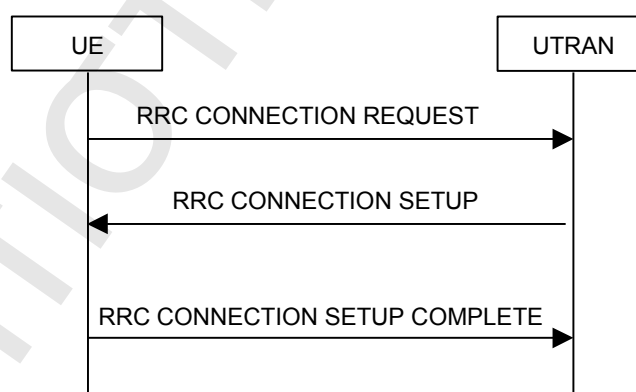 UE
UTRAN
RRC CONNECTION REQUEST
RRC CONNECTION SETUP
RRC CONNECTION SETUP COMPLETE